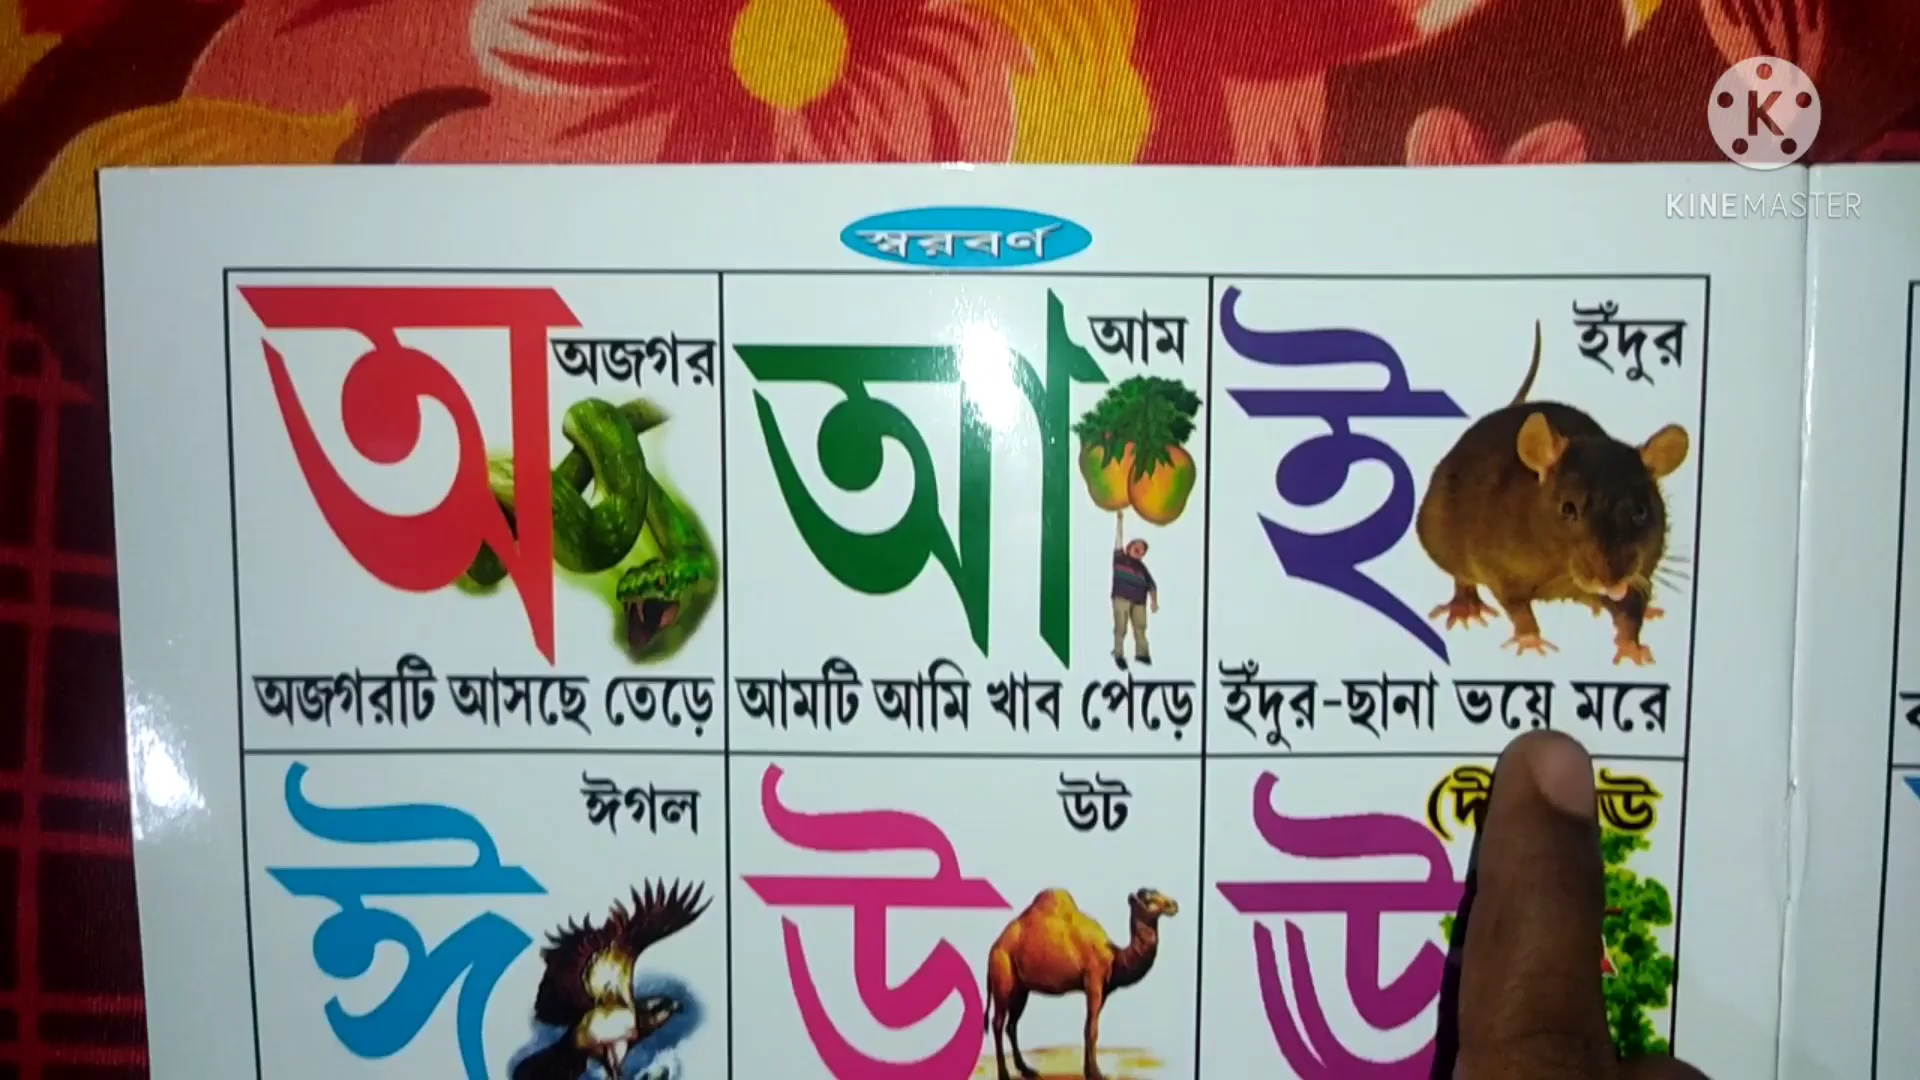 K
KINEMASTER
স্বরবর্ণ
অ
অজগর
অজগরটি আসছে তেড়ে
আ
আম
আমটি আমি খাব পেড়ে
ই
ইঁদুর
ইঁদুর-ছানা ভয়ে মরে
ঈ
ঈগল
উ
উট
ঊ